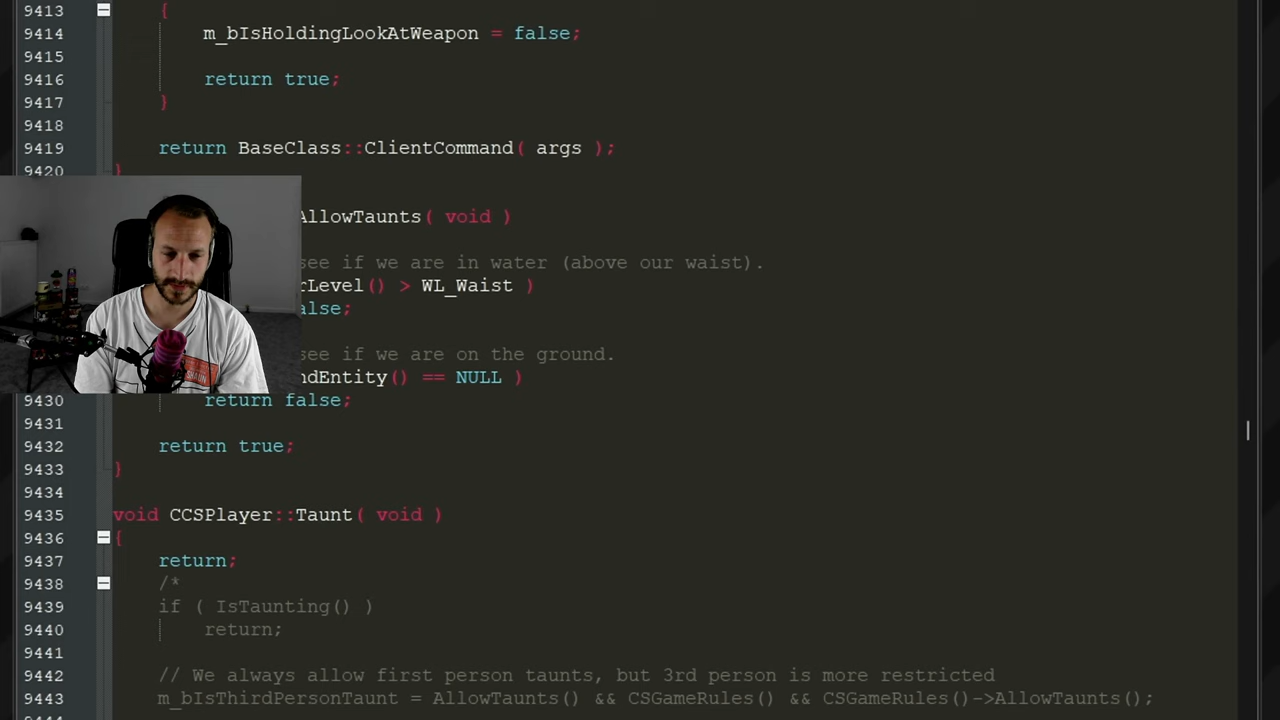 9413 {
9414 m_bIsHoldingLookAtWeapon = false;
9415
9416 return true;
9417 }
9418
9419 return BaseClass::ClientCommand( args );
9420 }
AllowTaunts( void )
see if we are in water (above our waist).
rLevel() > WL_Waist )
alse;
see if we are on the ground.
ndEntity() == NULL )
9430 return false;
9431
9432 return true;
9433 }
9434
9435 void CCSPlayer::Taunt( void )
9436 {
9437 return;
9438 /*
9439 if ( IsTaunting() )
9440 return;
9441
9442 // We always allow first person taunts, but 3rd person is more restricted
9443 m_bIsThirdPersonTaunt = AllowTaunts() && CSGameRules() && CSGameRules()->AllowTaunts();